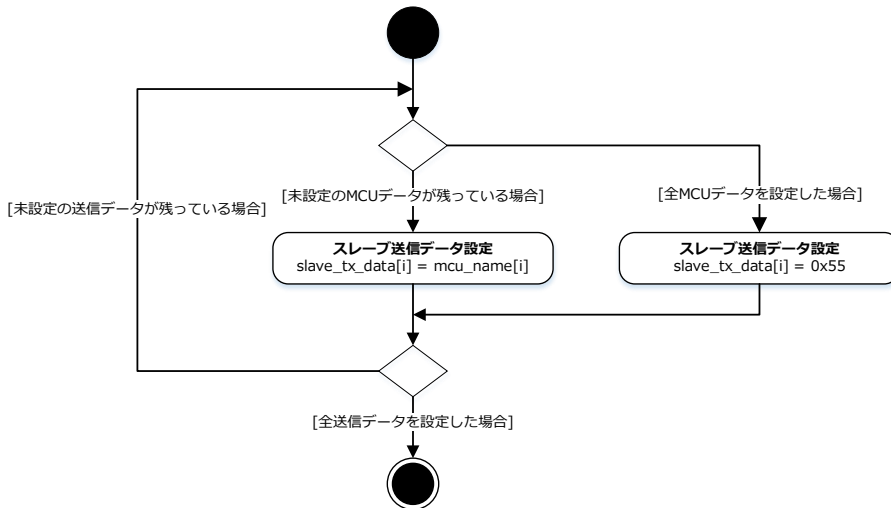 [未設定のMCUデータが残っている場合]
[全MCUデータを設定した場合]
[未設定の送信データが残っている場合]
スレーブ送信データ設定
slave_tx_data[i] = mcu_name[i]
スレーブ送信データ設定
slave_tx_data[i] = 0x55
[全送信データを設定した場合]